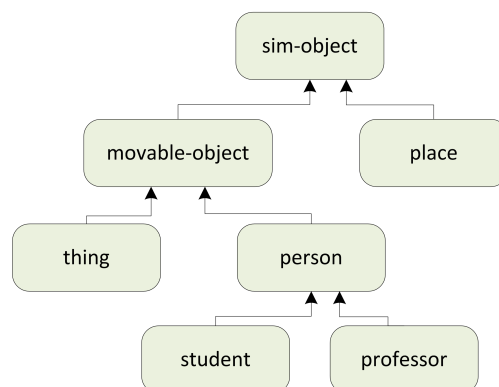 sim-object
movable-object
place
thing
person
student
professor